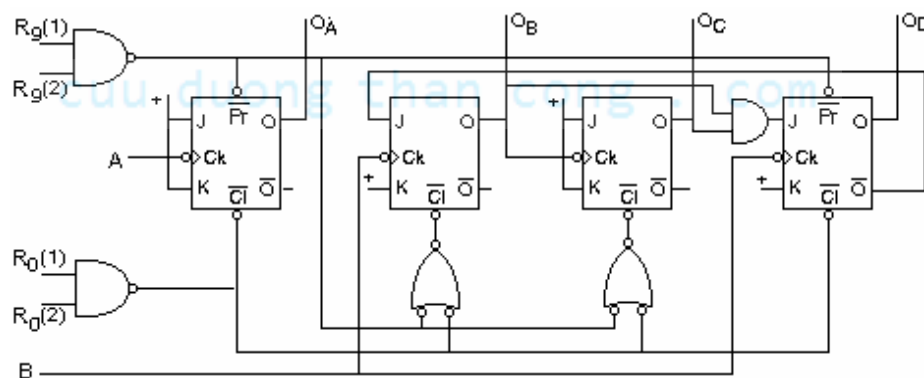 R9(1)
R9(2)
QA
QB
QC
QD
cuu duong than cong . com
+
J
Pr
Q
A
Ck
K
Cl
Q
J
Q
Ck
+
K
Cl
Q
+
J
Q
Ck
K
Cl
Q
J
Pr
Q
Ck
+
K
Cl
Q
R0(1)
R0(2)
B